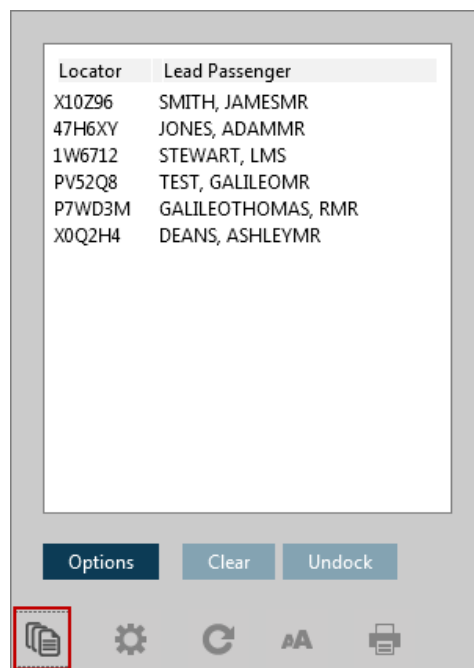 Locator Lead Passenger
X10Z96 SMITH, JAMESMR
47H6XY JONES, ADAMMR
1W6712 STEWART, LMS
PV52Q8 TEST, GALILEOMR
P7WD3M GALILEOTHOMAS, RMR
X0Q2H4 DEANS, ASHLEYMR
Options Clear Undock
AA